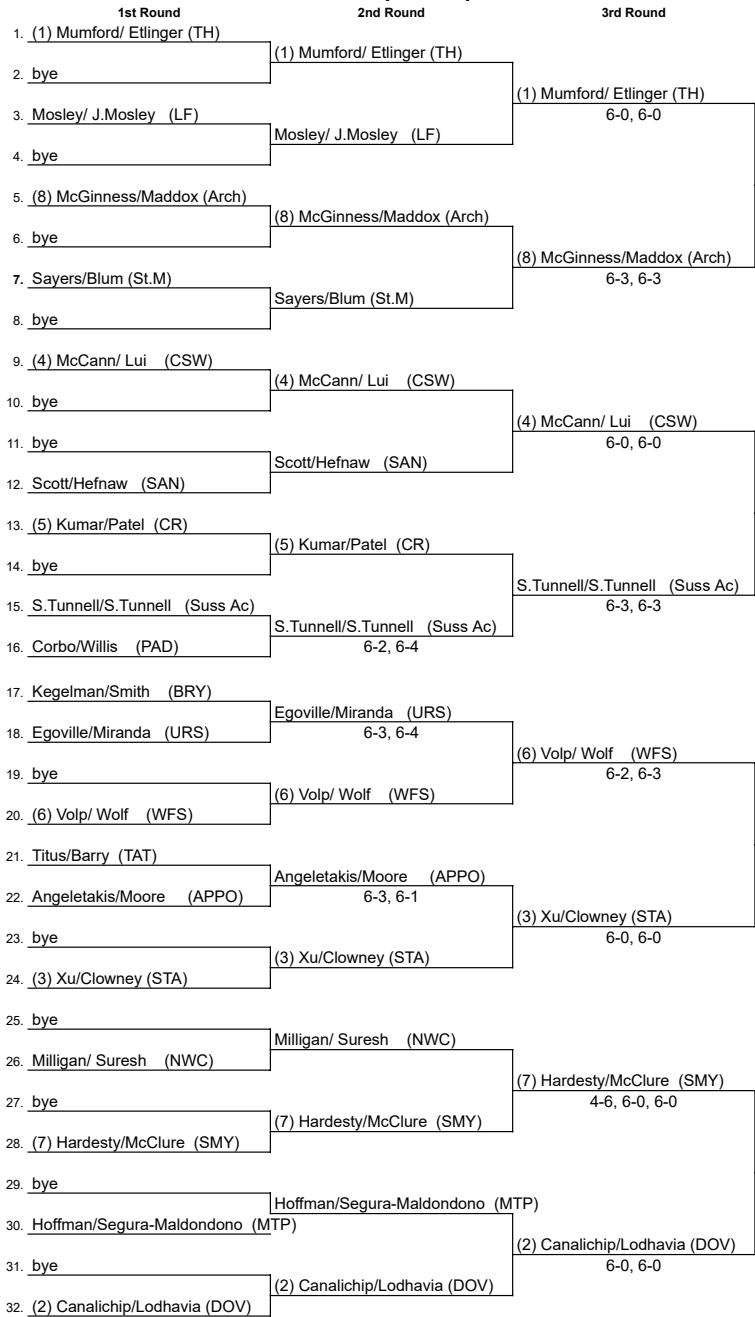 1st Round
2nd Round
3rd Round
1. (1) Mumford/ Etlinger (TH)
(1) Mumford/ Etlinger (TH)
2. bye
(1) Mumford/ Etlinger (TH)
3. Mosley/ J.Mosley (LF)
6-0, 6-0
Mosley/ J.Mosley (LF)
4. bye
5. (8) McGinness/Maddox (Arch)
(8) McGinness/Maddox (Arch)
6. bye
(8) McGinness/Maddox (Arch)
7. Sayers/Blum (St.M)
6-3, 6-3
Sayers/Blum (St.M)
8. bye
9. (4) McCann/ Lui (CSW)
(4) McCann/ Lui (CSW)
10. bye
(4) McCann/ Lui (CSW)
11. bye
6-0, 6-0
Scott/Hefnaw (SAN)
12. Scott/Hefnaw (SAN)
13. (5) Kumar/Patel (CR)
(5) Kumar/Patel (CR)
14. bye
S.Tunnell/S.Tunnell (Suss Ac)
15. S.Tunnell/S.Tunnell (Suss Ac)
6-3, 6-3
S.Tunnell/S.Tunnell (Suss Ac)
16. Corbo/Willis (PAD)
6-2, 6-4
17. Kegelman/Smith (BRY)
Egoville/Miranda (URS)
18. Egoville/Miranda (URS)
6-3, 6-4
(6) Volp/ Wolf (WFS)
19. bye
6-2, 6-3
(6) Volp/ Wolf (WFS)
20. (6) Volp/ Wolf (WFS)
21. Titus/Barry (TAT)
Angeletakis/Moore (APPO)
22. Angeletakis/Moore (APPO)
6-3, 6-1
(3) Xu/Clowney (STA)
23. bye
6-0, 6-0
(3) Xu/Clowney (STA)
24. (3) Xu/Clowney (STA)
25. bye
Milligan/ Suresh (NWC)
26. Milligan/ Suresh (NWC)
(7) Hardesty/McClure (SMY)
27. bye
4-6, 6-0, 6-0
(7) Hardesty/McClure (SMY)
28. (7) Hardesty/McClure (SMY)
29. bye
Hoffman/Segura-Maldondono (MTP)
30. Hoffman/Segura-Maldondono (MTP)
(2) Canalichip/Lodhavia (DOV)
31. bye
6-0, 6-0
(2) Canalichip/Lodhavia (DOV)
32. (2) Canalichip/Lodhavia (DOV)